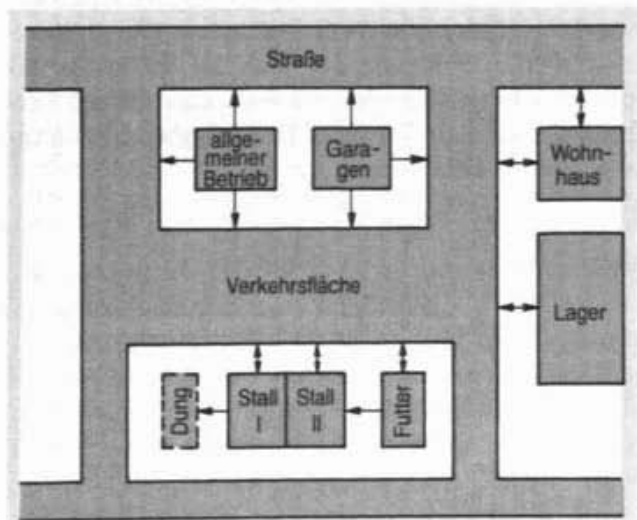 Straße
allge-
meiner
Betrieb
Gara-
gen
Wohn-
haus
Verkehrsfläche
Lager
Dung
Stall
I
Stall
II
Futter